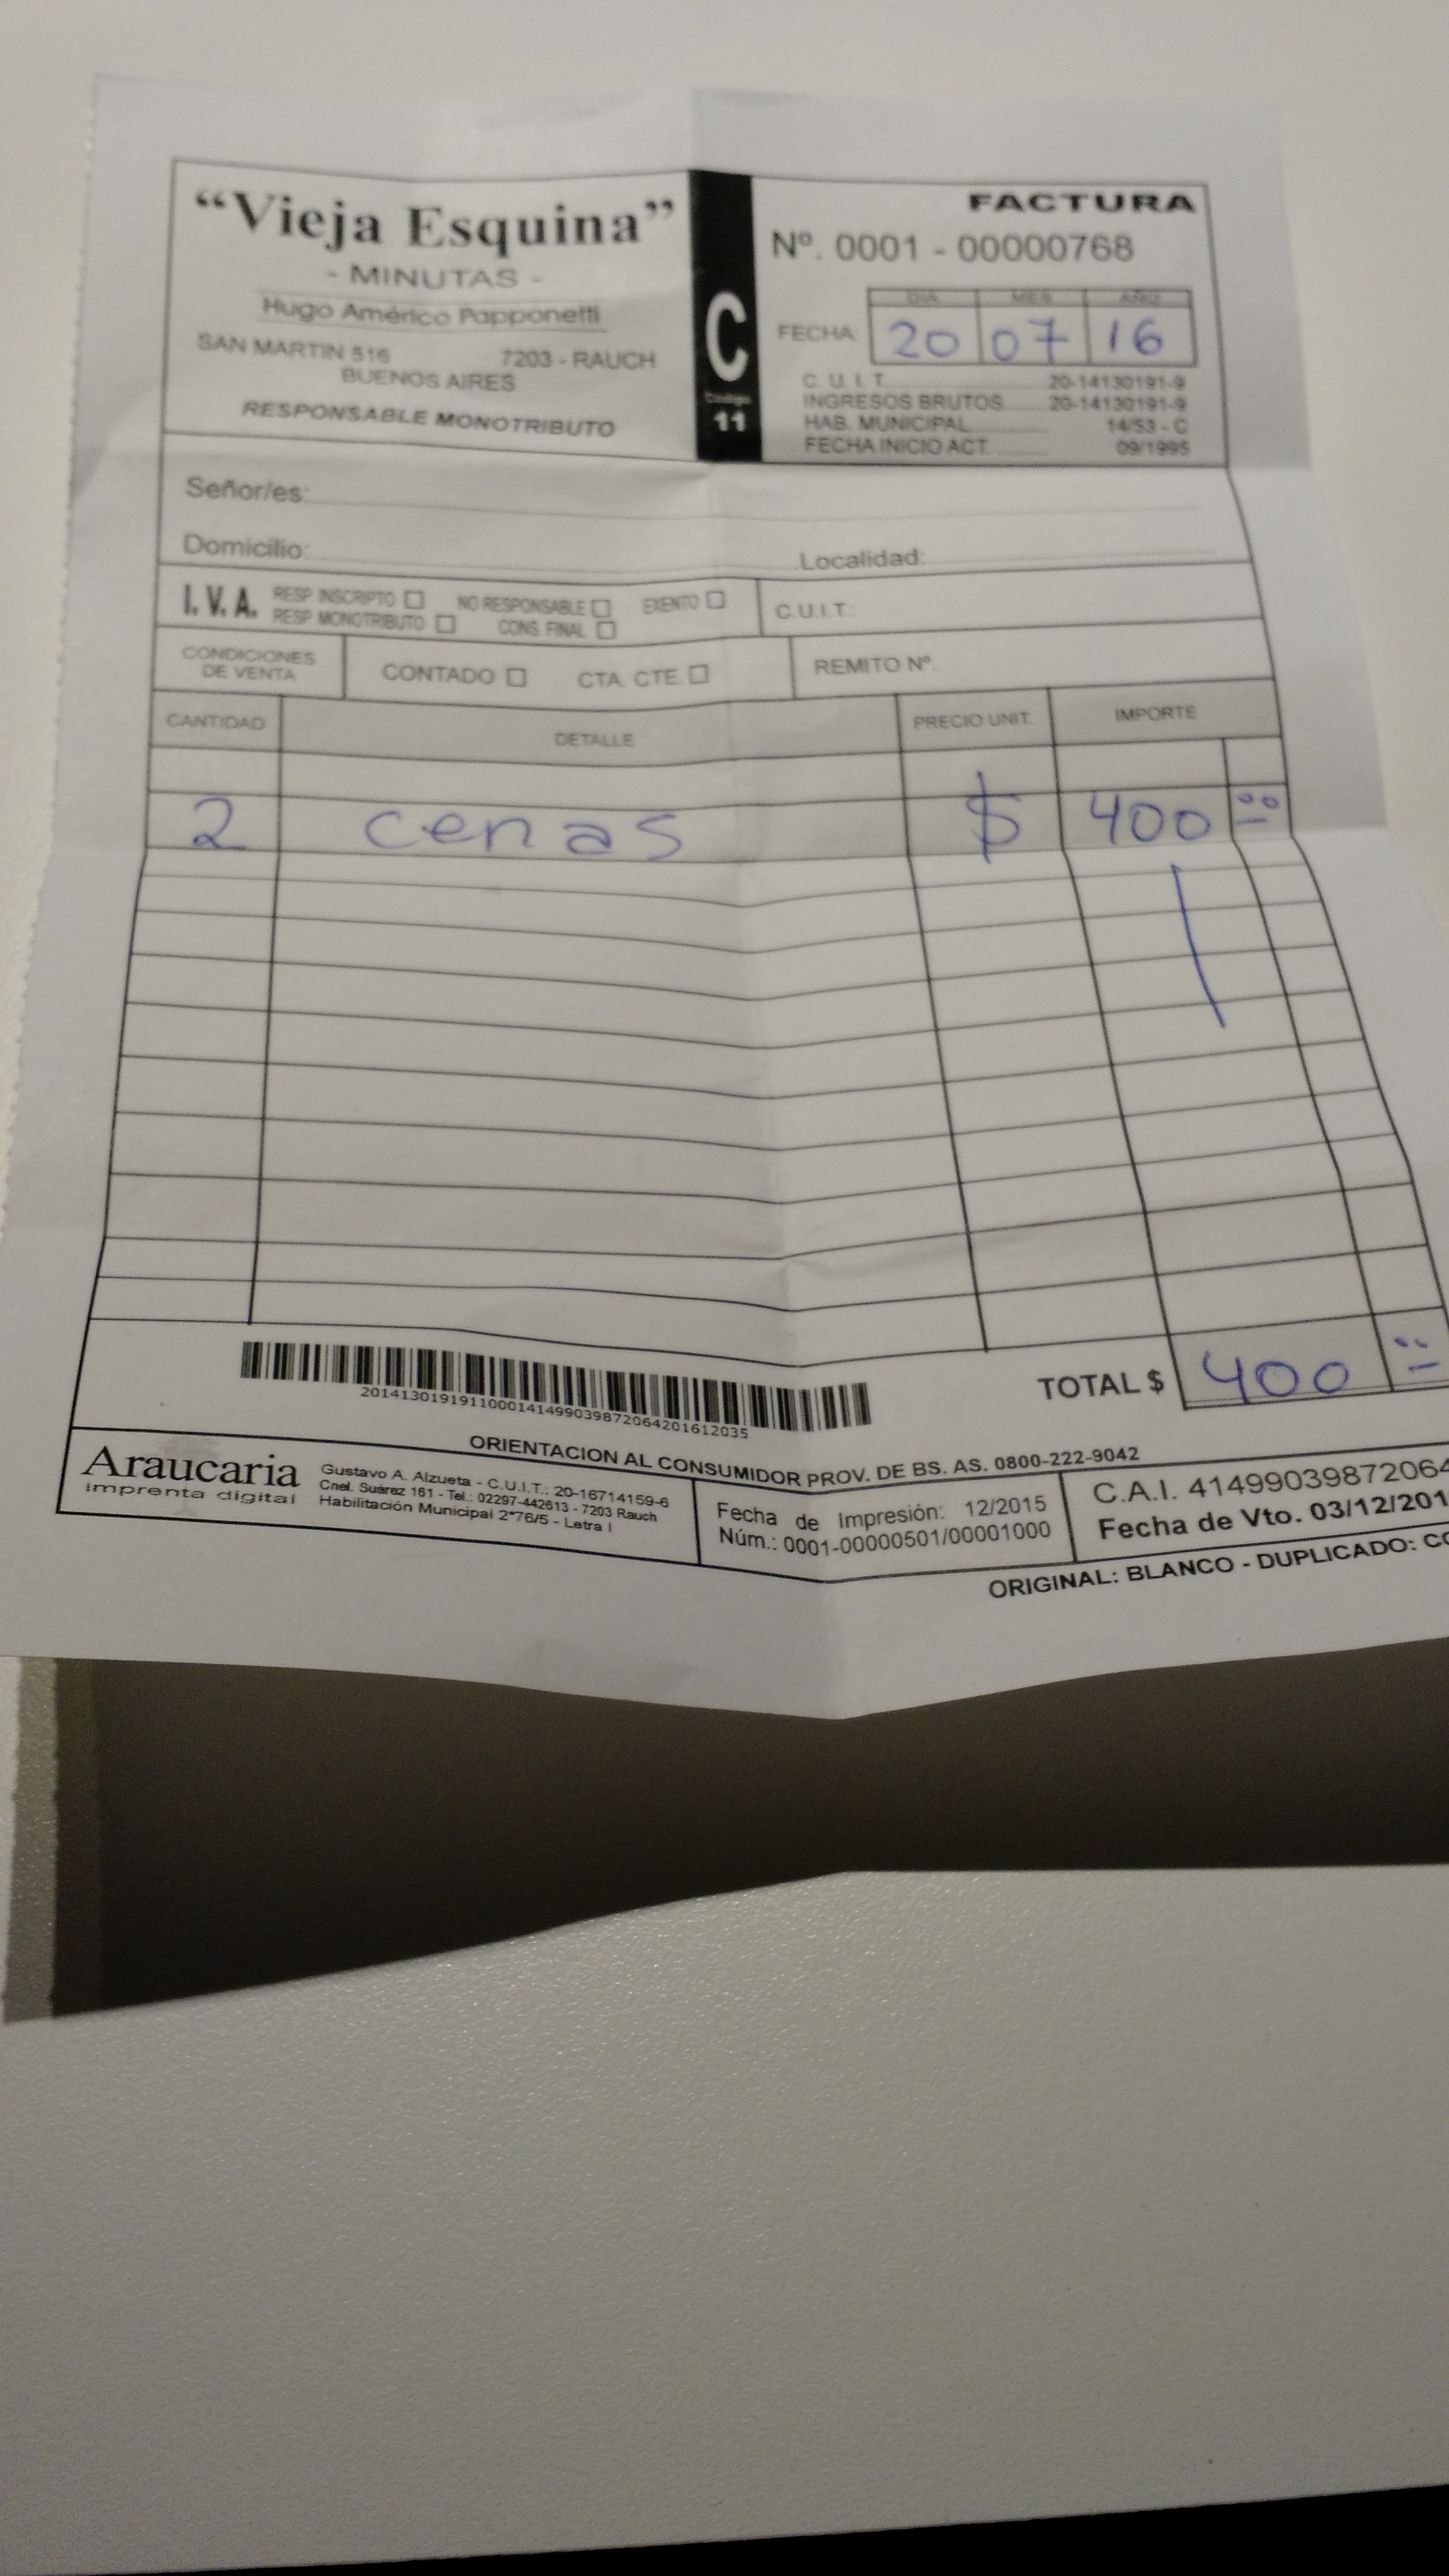 “Vieja Esquina”
- MINUTAS -
Hugo Américo Papponetti
SAN MARTIN 516 7203 - RAUCH
BUENOS AIRES
RESPONSABLE MONOTRIBUTO
C
Código
11
FACTURA
Nº. 0001 - 00000768
DIA MES AÑO
FECHA: 20 07 16
C. U. I. T. 20-14130191-9
INGRESOS BRUTOS 20-14130191-9
HAB. MUNICIPAL 14/53 - C
FECHA INICIO ACT. 09/1995
Señor/es:
Domicilio: Localidad:
I. V. A. RESP INSCRIPTO NO RESPONSABLE EXENTO
RESP MONOTRIBUTO CONS. FINAL
C.U.I.T.:
CONDICIONES
DE VENTA
CONTADO CTA. CTE. REMITO Nº.
CANTIDAD DETALLE PRECIO UNIT. IMPORTE
2 cenas $ 400 00
TOTAL $ 400 00
2014130191911000141499039872064201612035
ORIENTACION AL CONSUMIDOR PROV. DE BS. AS. 0800-222-9042
Araucaria
imprenta digital
Gustavo A. Alzueta - C.U.I.T.: 20-16714159-6
Cnel. Suárez 161 - Tel.: 02297-442613 - 7203 Rauch
Habilitación Municipal 2*76/5 - Letra I
Fecha de Impresión: 12/2015
Núm.: 0001-00000501/00001000
C.A.I. 4149903987206​4
Fecha de Vto. 03/12/201
ORIGINAL: BLANCO - DUPLICADO: CO